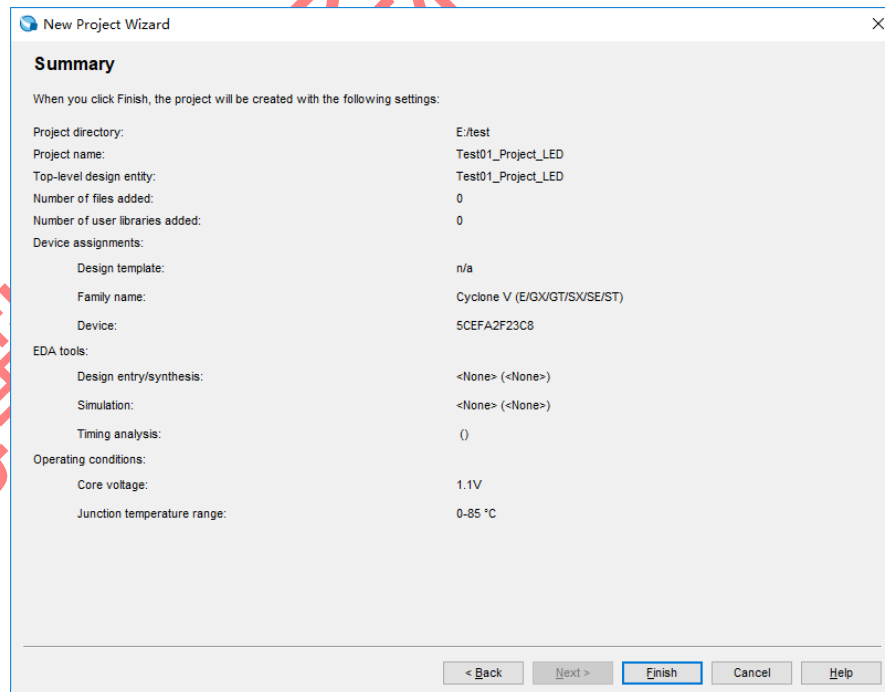 New Project Wizard
Summary
When you click Finish, the project will be created with the following settings:
Project directory: E:/test
Project name: Test01_Project_LED
Top-level design entity: Test01_Project_LED
Number of files added: 0
Number of user libraries added: 0
Device assignments:
Design template: n/a
Family name: Cyclone V (E/GX/GT/SX/SE/ST)
Device: 5CEFA2F23C8
EDA tools:
Design entry/synthesis: <None> (<None>)
Simulation: <None> (<None>)
Timing analysis: ()
Operating conditions:
Core voltage: 1.1V
Junction temperature range: 0-85 °C
< Back Next > Finish Cancel Help